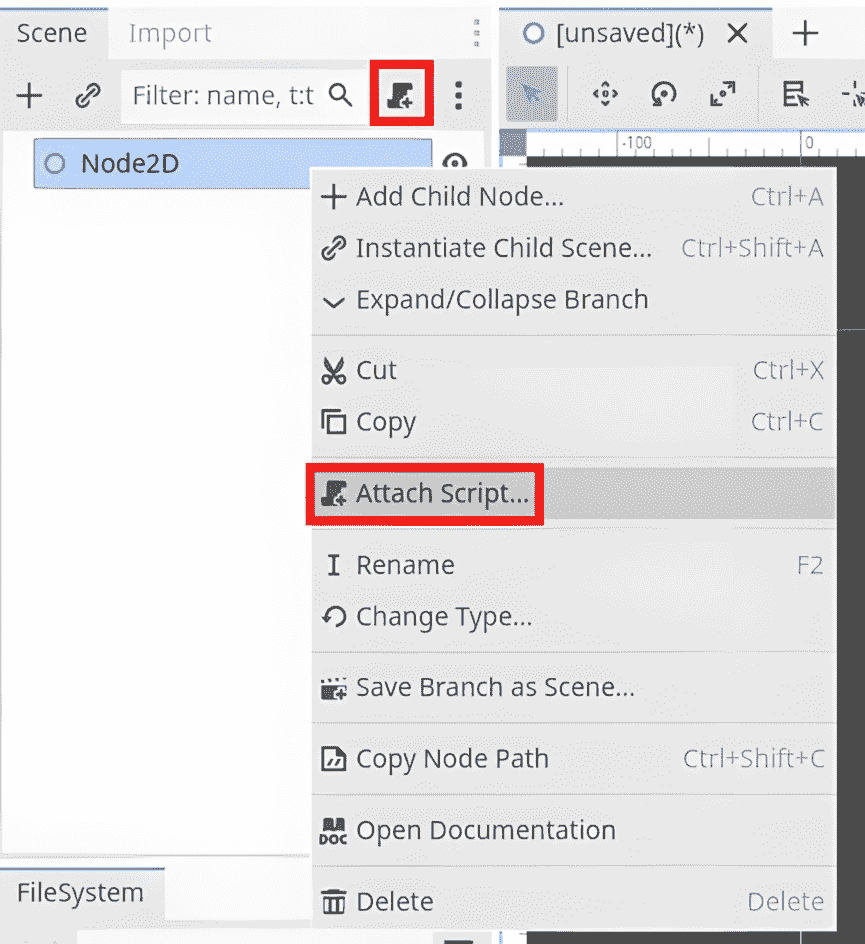 Scene Import
[unsaved](*)
Filter: name, t:t
-100 0
Node2D
Add Child Node... Ctrl+A
Instantiate Child Scene... Ctrl+Shift+A
Expand/Collapse Branch
Cut Ctrl+X
Copy Ctrl+C
Attach Script...
Rename F2
Change Type...
Save Branch as Scene...
Copy Node Path Ctrl+Shift+C
DOC Open Documentation
Delete Delete
FileSystem